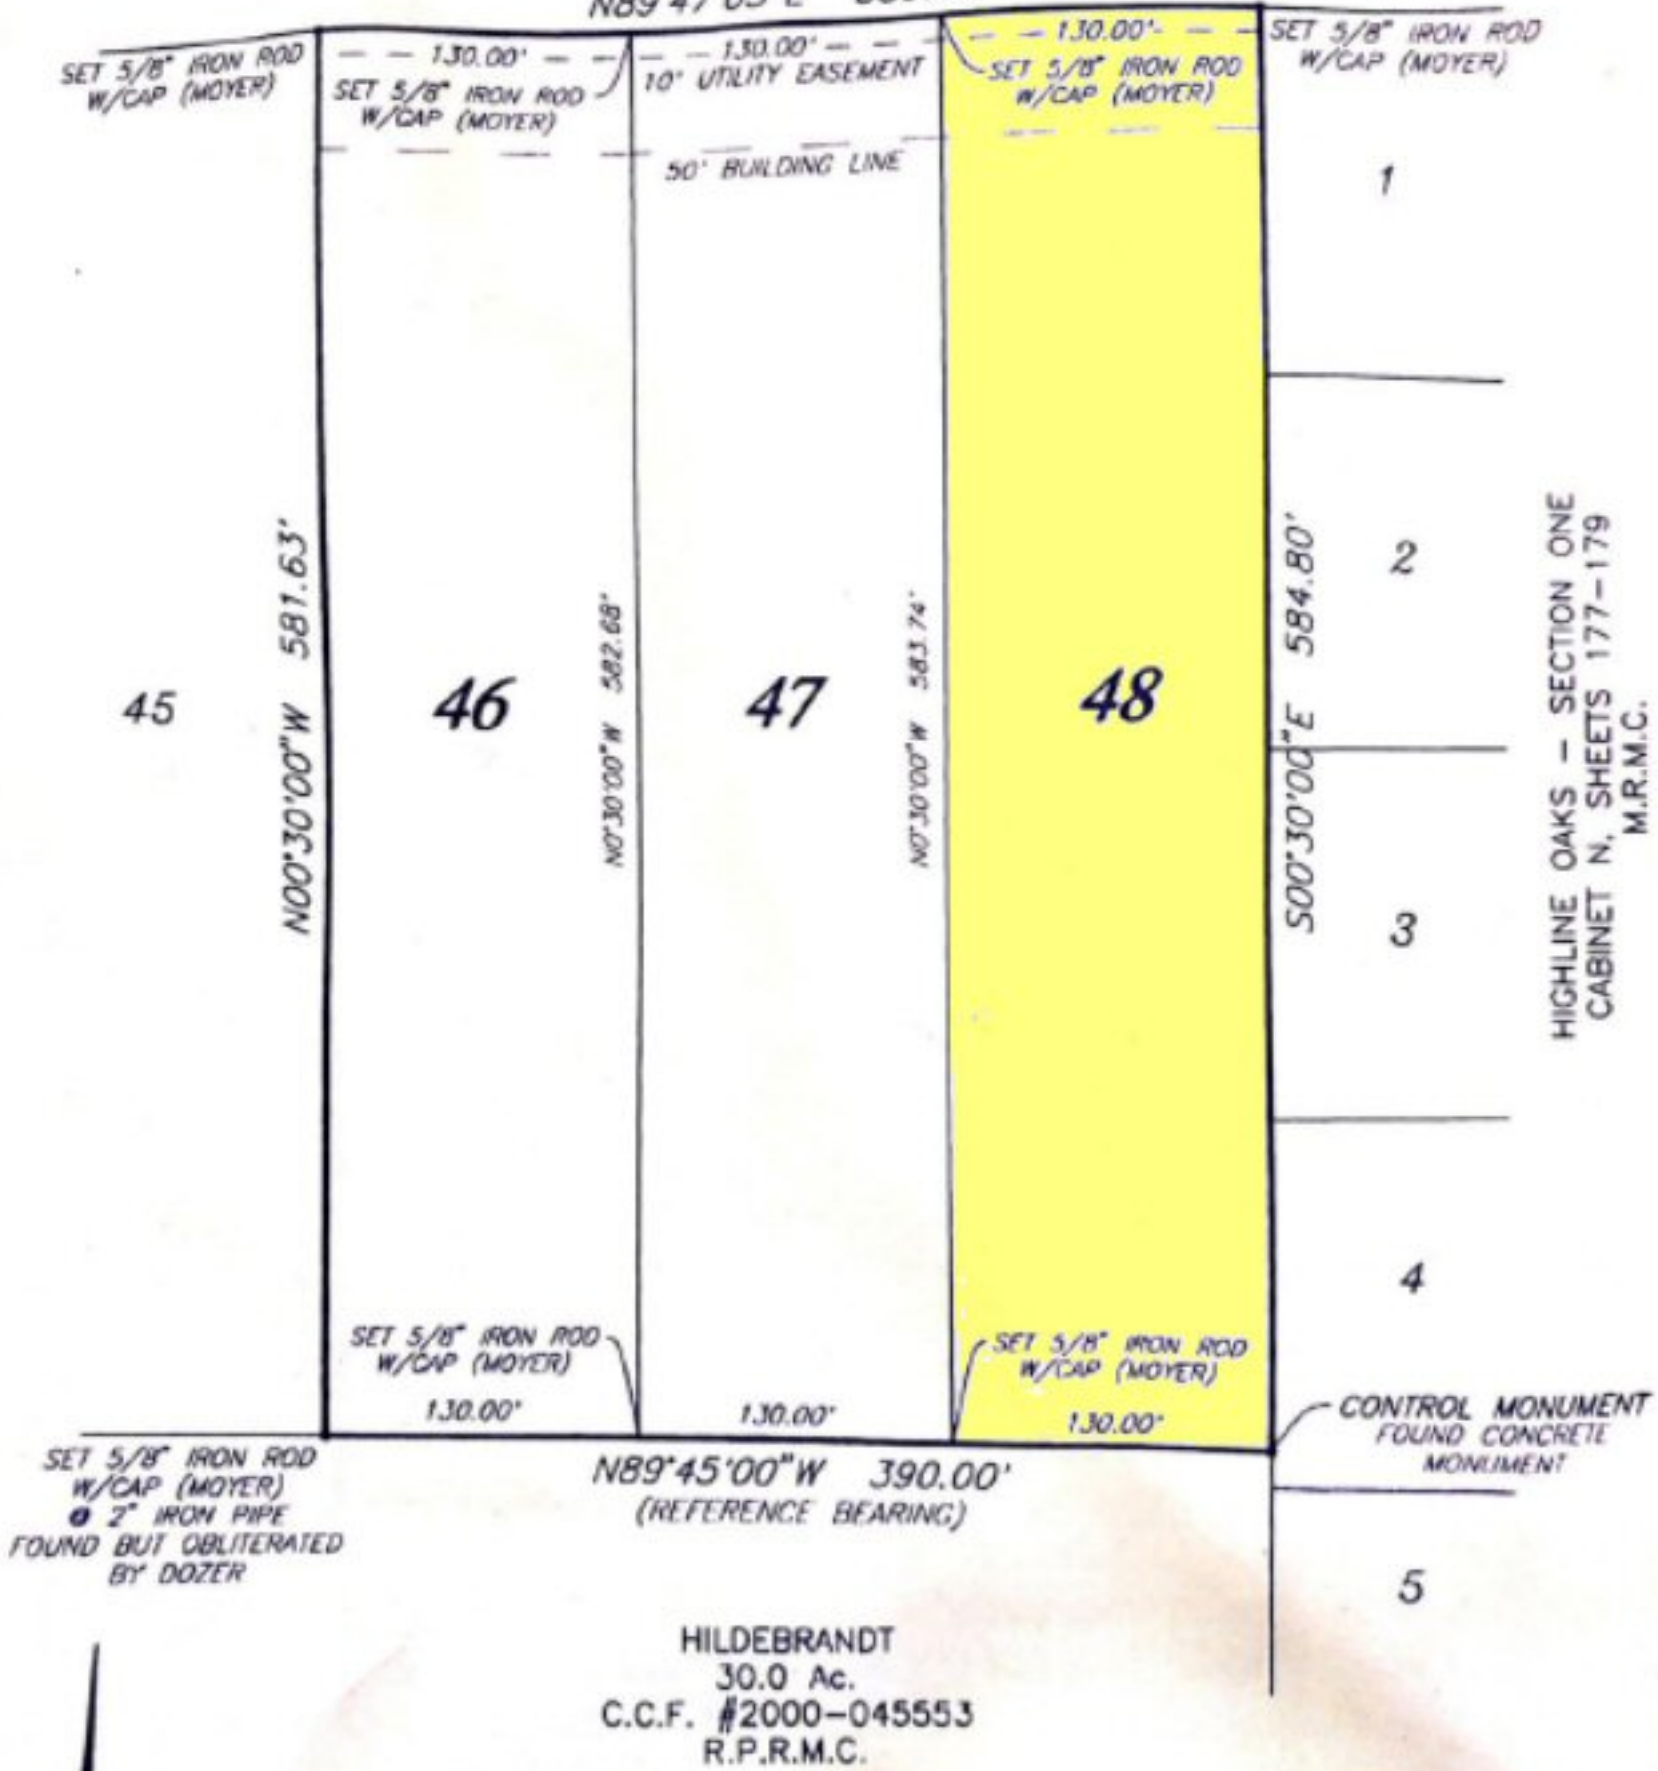 130.00'
130.00'
130.00'
SET 5/8" IRON ROD
W/CAP (MOYER)
SET 5/8" IRON ROD
W/CAP (MOYER)
10' UTILITY EASEMENT
SET 5/8" IRON ROD
W/CAP (MOYER)
SET 5/8" IRON ROD
W/CAP (MOYER)
50' BUILDING LINE
1
2
3
4
5
45
N00°30'00"W 581.63'
46
N0°30'00"W 582.68'
47
N0°30'00"W 583.74'
48
S00°30'00"E 584.80'
HIGHLINE OAKS - SECTION ONE
CABINET N, SHEETS 177-179
M.R.M.C.
SET 5/8" IRON ROD
W/CAP (MOYER)
SET 5/8" IRON ROD
W/CAP (MOYER)
130.00'
130.00'
130.00'
CONTROL MONUMENT
FOUND CONCRETE
MONUMENT
SET 5/8" IRON ROD
W/CAP (MOYER)
@ 2" IRON PIPE
FOUND BUT OBLITERATED
BY DOZER
N89°45'00"W 390.00'
(REFERENCE BEARING)
HILDEBRANDT
30.0 Ac.
C.C.F. #2000-045553
R.P.R.M.C.